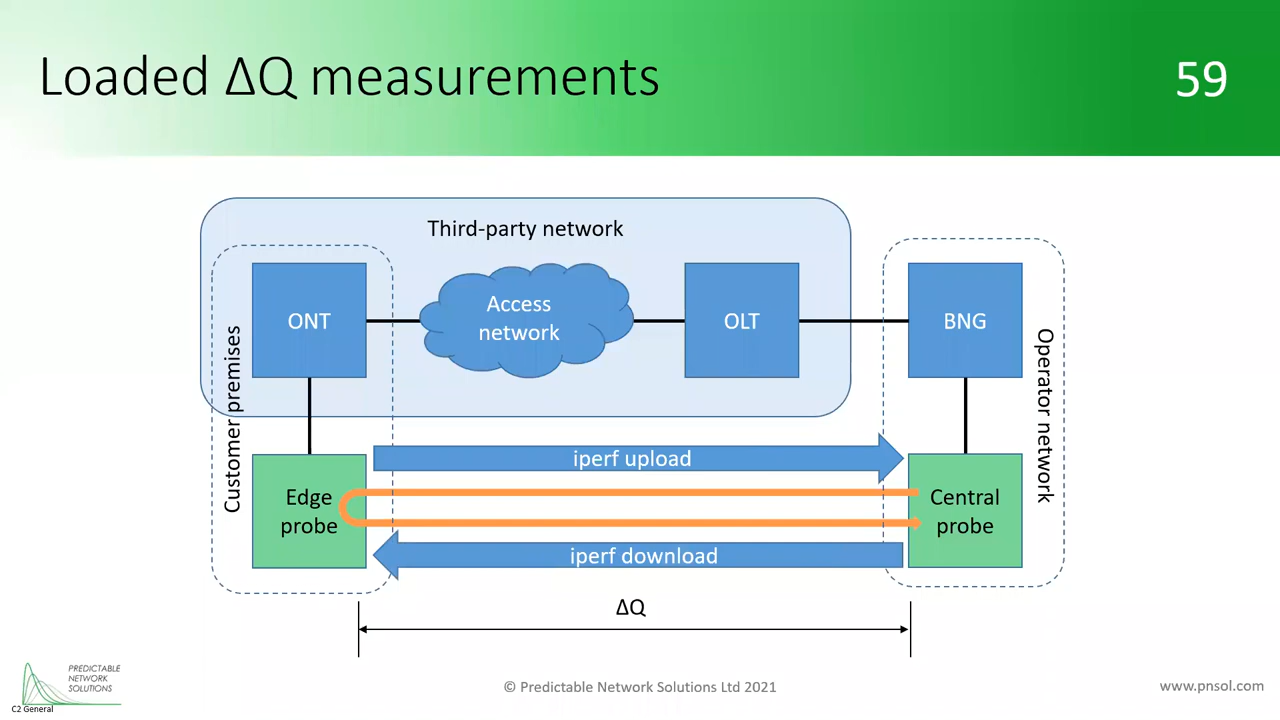 Loaded ΔQ measurements
59
Third-party network
ONT
Access
network
OLT
BNG
Customer premises
Operator network
iperf upload
Edge
probe
Central
probe
iperf download
ΔQ
PREDICTABLE
NETWORK
SOLUTIONS
C2 General
© Predictable Network Solutions Ltd 2021
www.pnsol.com